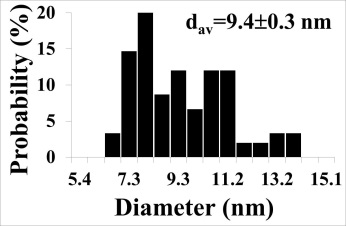 d_av=9.4±0.3 nm
Probability (%)
20
15
10
5
0
5.4 7.3 9.3 11.2 13.2 15.1
Diameter (nm)